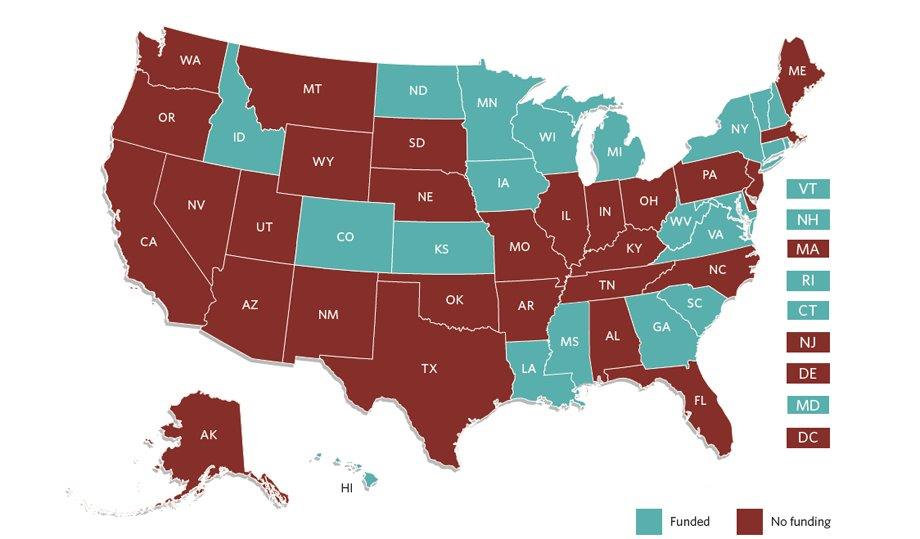 WA
ME
MT
ND
MN
OR
NY
WI
ID
SD
MI
WY
PA
IA
NE
OH
NV
IL
IN
WV
UT
VA
CO
CA
KS
MO
KY
NC
TN
AZ
OK
SC
NM
AR
GA
AL
MS
TX
LA
FL
AK
HI
VT
NH
MA
RI
CT
NJ
DE
MD
DC
Funded
No funding